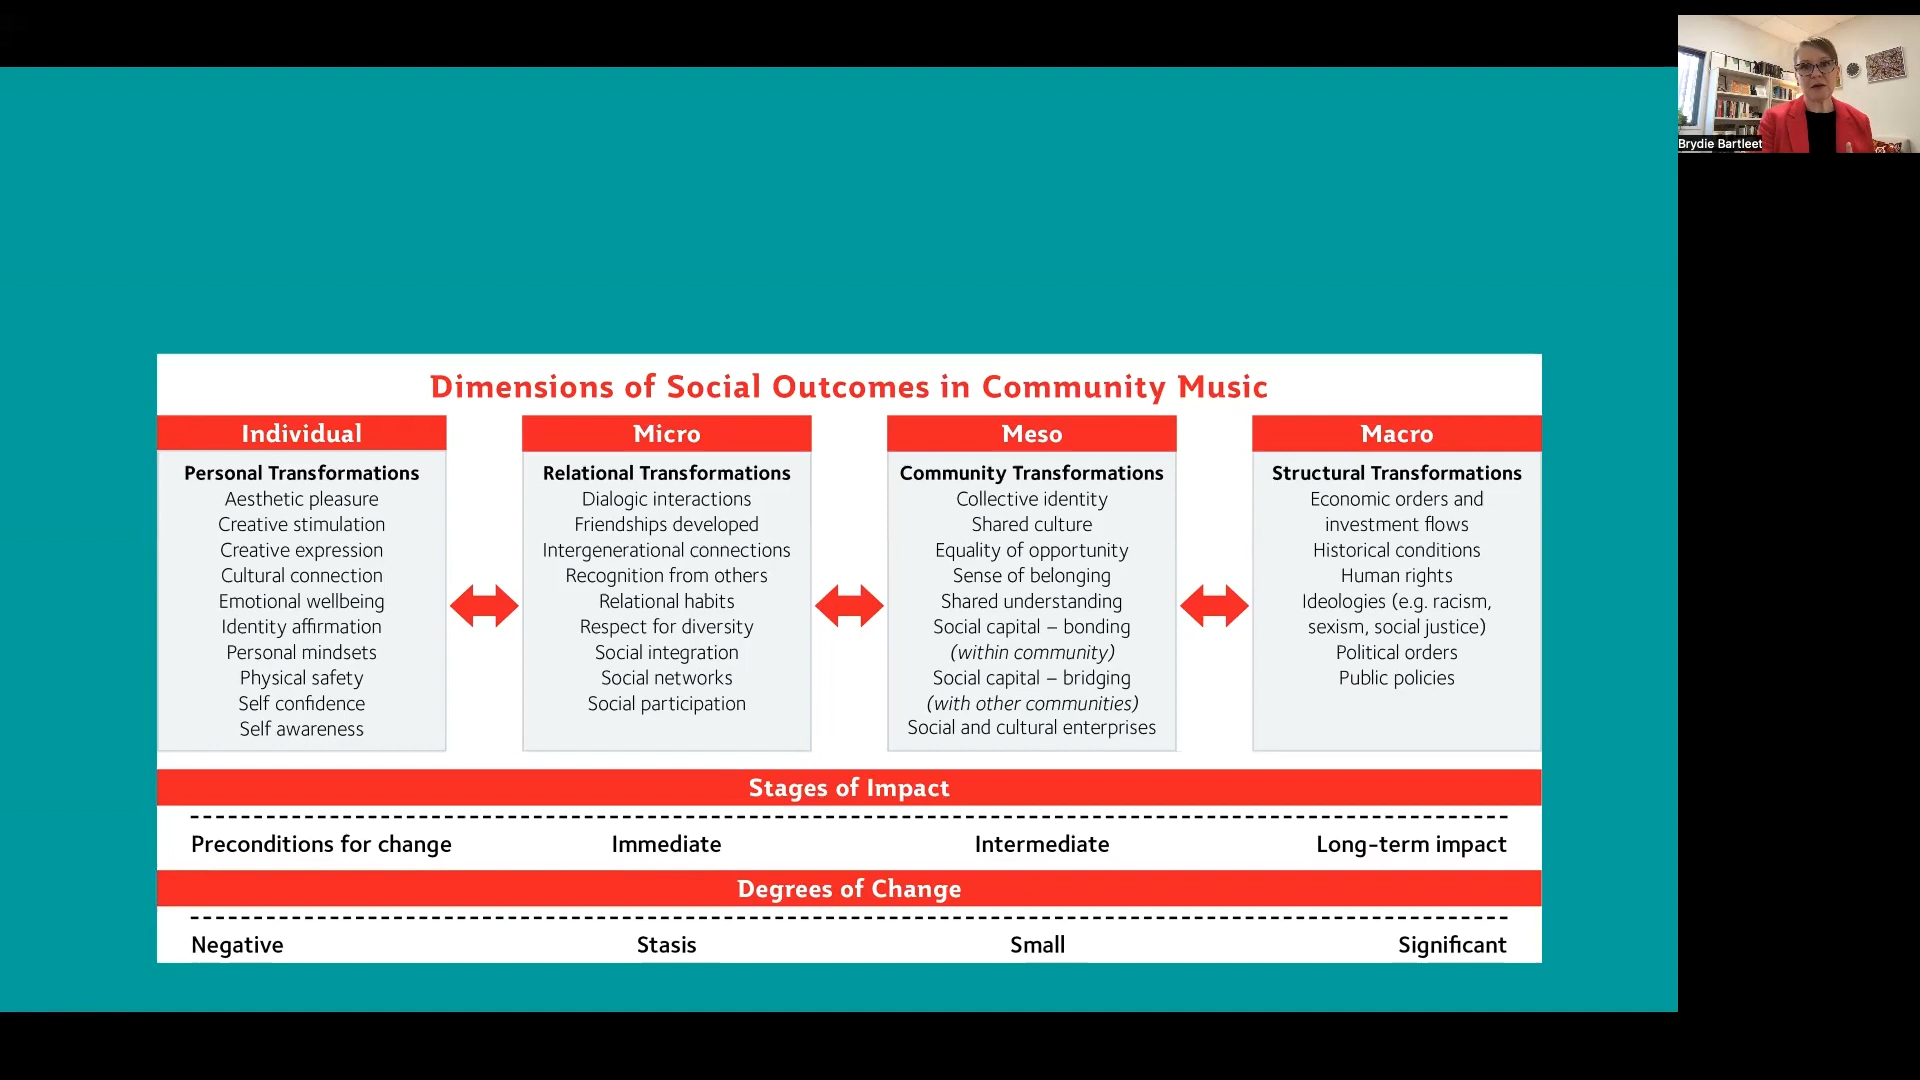 Brydie Bartleet
Dimensions of Social Outcomes in Community Music
Individual
Personal Transformations
Aesthetic pleasure
Creative stimulation
Creative expression
Cultural connection
Emotional wellbeing
Identity affirmation
Personal mindsets
Physical safety
Self confidence
Self awareness
Micro
Relational Transformations
Dialogic interactions
Friendships developed
Intergenerational connections
Recognition from others
Relational habits
Respect for diversity
Social integration
Social networks
Social participation
Meso
Community Transformations
Collective identity
Shared culture
Equality of opportunity
Sense of belonging
Shared understanding
Social capital – bonding
(within community)
Social capital – bridging
(with other communities)
Social and cultural enterprises
Macro
Structural Transformations
Economic orders and
investment flows
Historical conditions
Human rights
Ideologies (e.g. racism,
sexism, social justice)
Political orders
Public policies
Stages of Impact
Preconditions for change Immediate Intermediate Long-term impact
Degrees of Change
Negative Stasis Small Significant